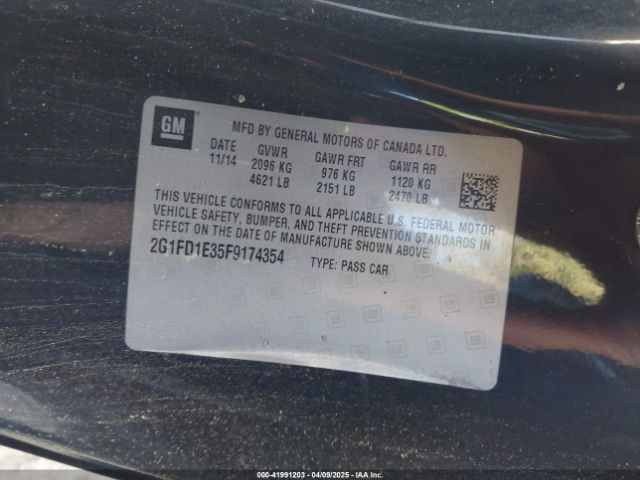 GM
MFD BY GENERAL MOTORS OF CANADA LTD.
DATE GVWR GAWR FRT GAWR RR
11/14 2096 KG 976 KG 1120 KG
4621 LB 2151 LB 2470 LB
THIS VEHICLE CONFORMS TO ALL APPLICABLE U.S. FEDERAL MOTOR
VEHICLE SAFETY, BUMPER, AND THEFT PREVENTION STANDARDS IN
EFFECT ON THE DATE OF MANUFACTURE SHOWN ABOVE.
2G1FD1E35F9174354 TYPE: PASS CAR
000-41991203 - 04/09/2025 - IAA Inc.